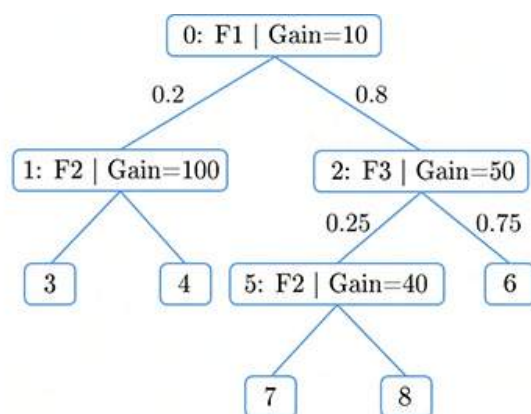 0: F1 | Gain=10
0.2 0.8
1: F2 | Gain=100 2: F3 | Gain=50
0.25 0.75
3 4 5: F2 | Gain=40 6
7 8